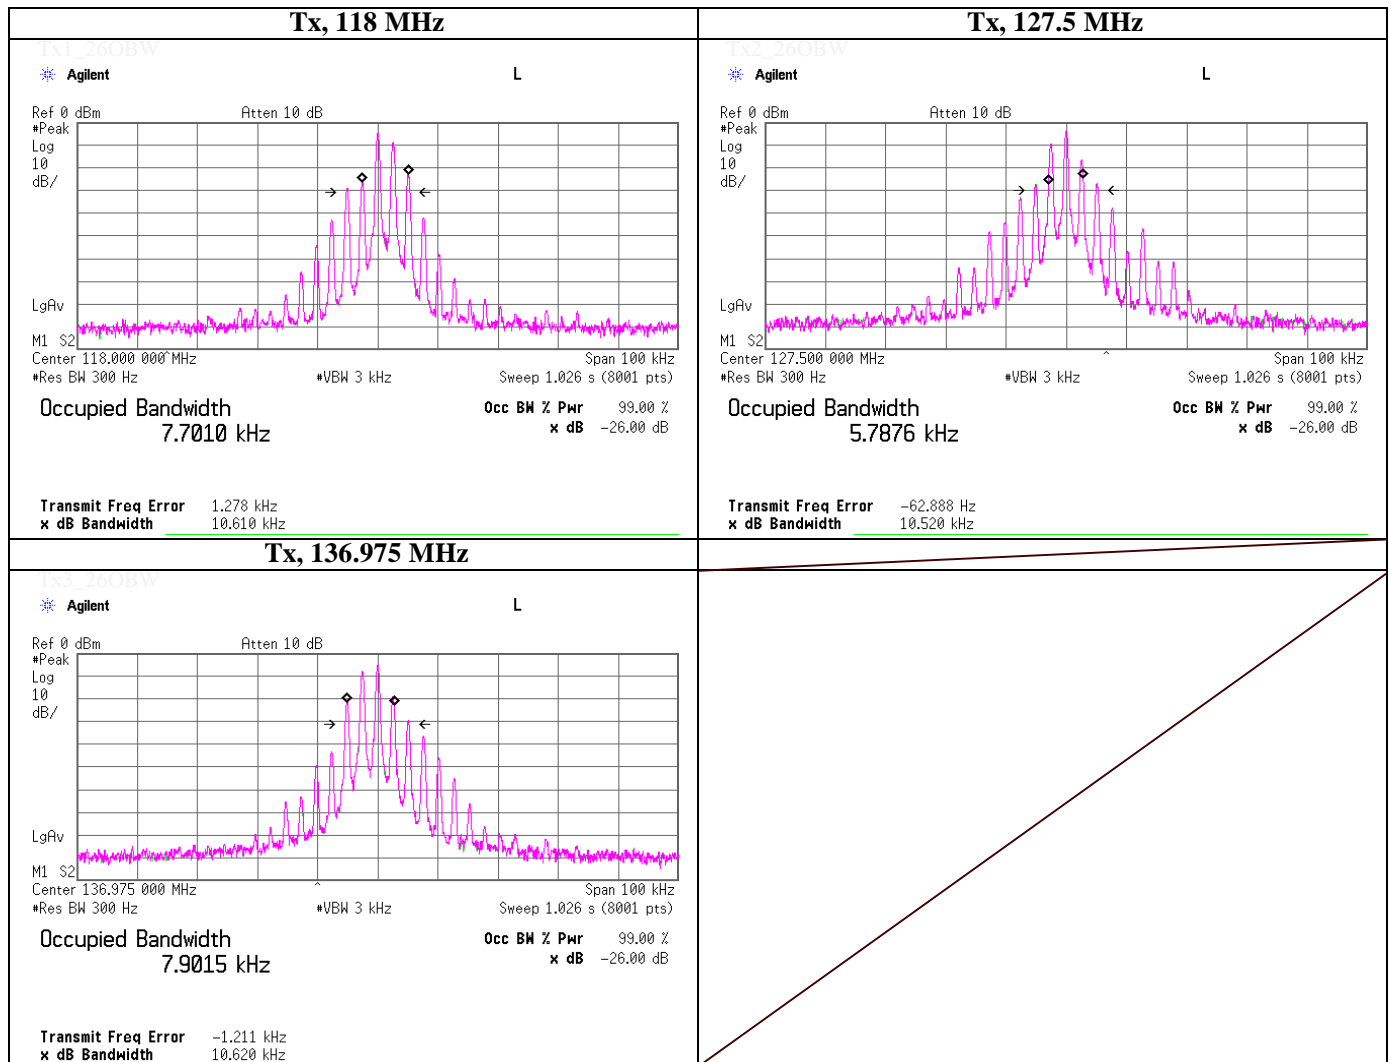 Tx, 118 MHz
Tx1_26OBW
Agilent
L
Ref 0 dBm Atten 10 dB
#Peak
Log
10
dB/
LgAv
M1 S2
Center 118.000 000 MHz Span 100 kHz
#Res BW 300 Hz #VBW 3 kHz Sweep 1.026 s (8001 pts)
Occupied Bandwidth Occ BW % Pwr 99.00 %
7.7010 kHz x dB -26.00 dB
Transmit Freq Error 1.278 kHz
x dB Bandwidth 10.610 kHz
Tx, 127.5 MHz
Tx2_26OBW
Agilent
L
Ref 0 dBm Atten 10 dB
#Peak
Log
10
dB/
LgAv
M1 S2
Center 127.500 000 MHz Span 100 kHz
#Res BW 300 Hz #VBW 3 kHz Sweep 1.026 s (8001 pts)
Occupied Bandwidth Occ BW % Pwr 99.00 %
5.7876 kHz x dB -26.00 dB
Transmit Freq Error -62.888 Hz
x dB Bandwidth 10.520 kHz
Tx, 136.975 MHz
Tx3_26OBW
Agilent
L
Ref 0 dBm Atten 10 dB
#Peak
Log
10
dB/
LgAv
M1 S2
Center 136.975 000 MHz Span 100 kHz
#Res BW 300 Hz #VBW 3 kHz Sweep 1.026 s (8001 pts)
Occupied Bandwidth Occ BW % Pwr 99.00 %
7.9015 kHz x dB -26.00 dB
Transmit Freq Error -1.211 kHz
x dB Bandwidth 10.620 kHz